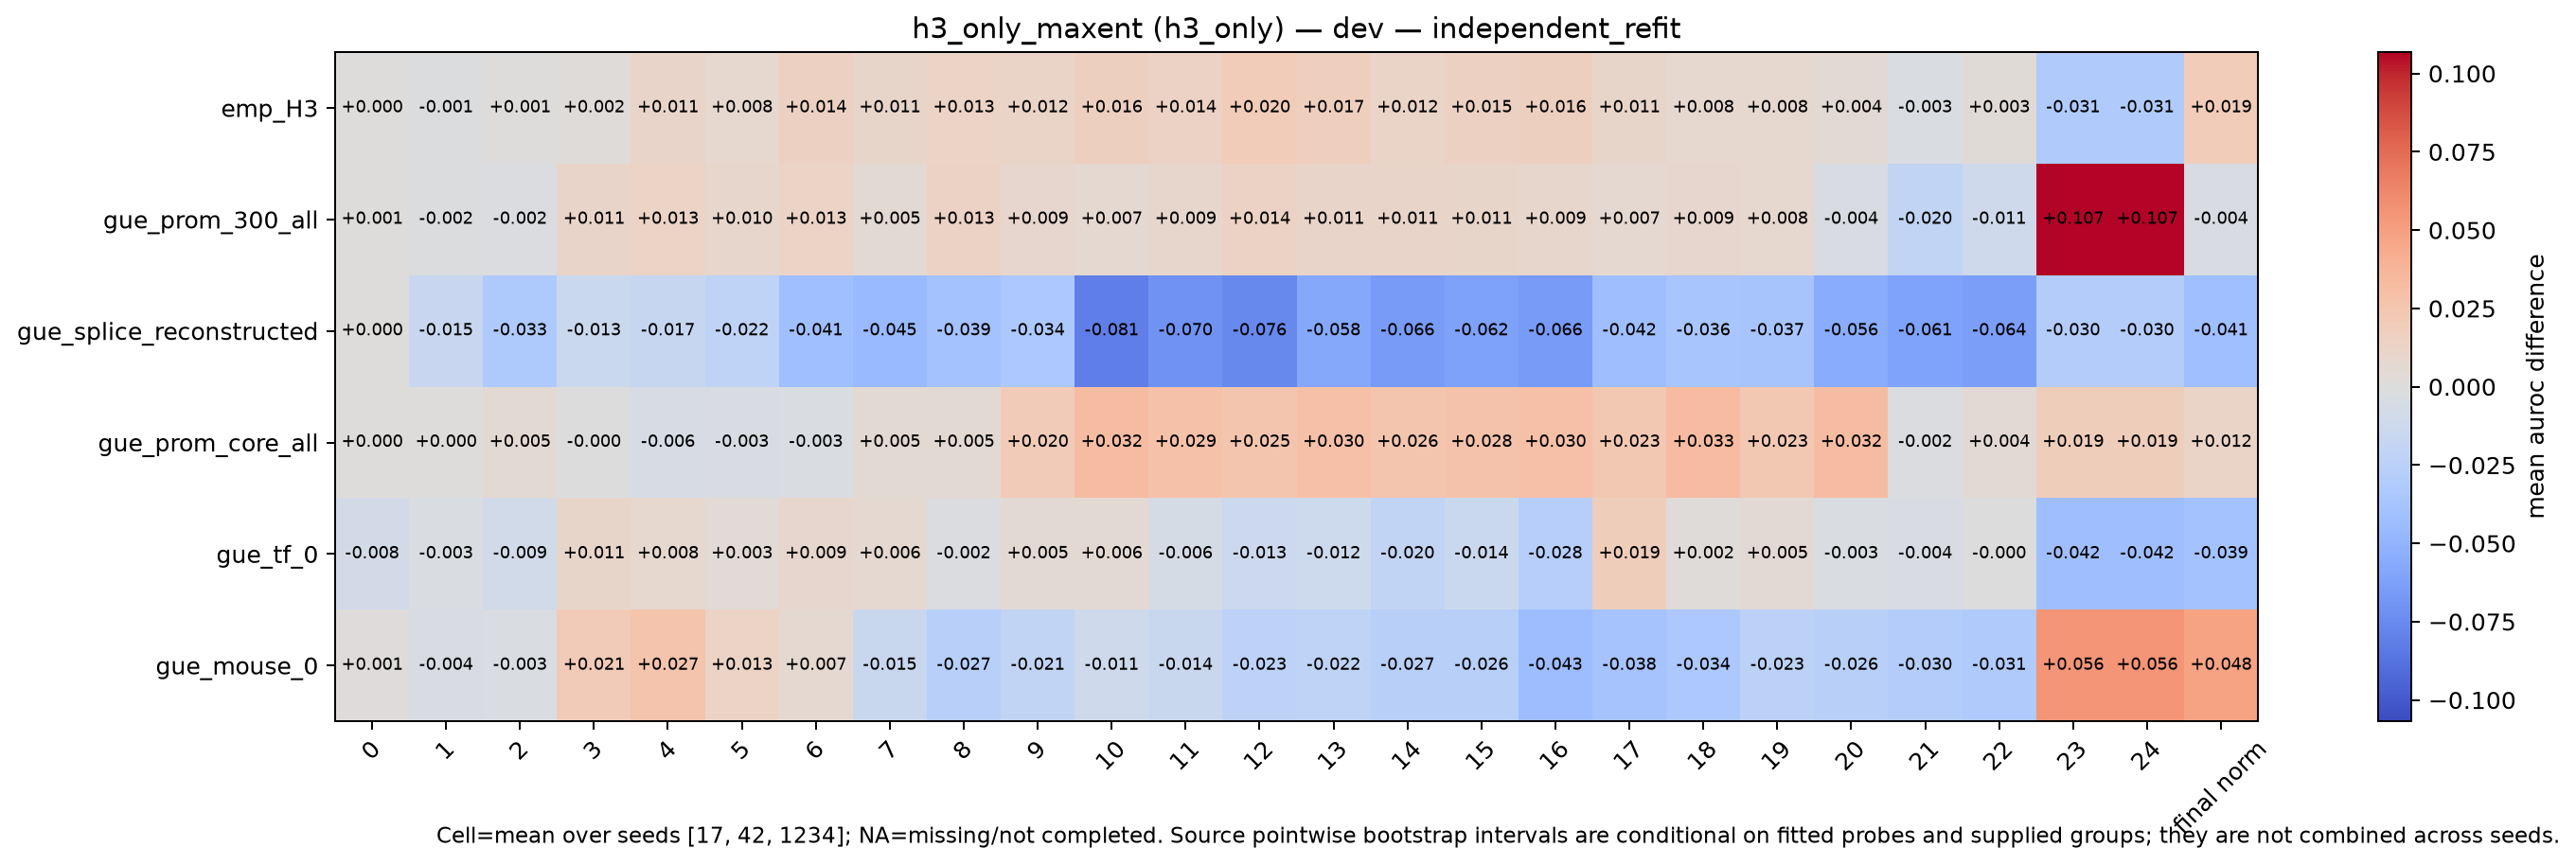 h3_only_maxent (h3_only) — dev — independent_refit
emp_H3 +0.000 -0.001 +0.001 +0.002 +0.011 +0.008 +0.014 +0.011 +0.013 +0.012 +0.016 +0.014 +0.020 +0.017 +0.012 +0.015 +0.016 +0.011 +0.008 +0.008 +0.004 -0.003 +0.003 -0.031 -0.031 +0.019
gue_prom_300_all +0.001 -0.002 -0.002 +0.011 +0.013 +0.010 +0.013 +0.005 +0.013 +0.009 +0.007 +0.009 +0.014 +0.011 +0.011 +0.011 +0.009 +0.007 +0.009 +0.008 -0.004 -0.020 -0.011 +0.107 +0.107 -0.004
gue_splice_reconstructed +0.000 -0.015 -0.033 -0.013 -0.017 -0.022 -0.041 -0.045 -0.039 -0.034 -0.081 -0.070 -0.076 -0.058 -0.066 -0.062 -0.066 -0.042 -0.036 -0.037 -0.056 -0.061 -0.064 -0.030 -0.030 -0.041
gue_prom_core_all +0.000 +0.000 +0.005 -0.000 -0.006 -0.003 -0.003 +0.005 +0.005 +0.020 +0.032 +0.029 +0.025 +0.030 +0.026 +0.028 +0.030 +0.023 +0.033 +0.023 +0.032 -0.002 +0.004 +0.019 +0.019 +0.012
gue_tf_0 -0.008 -0.003 -0.009 +0.011 +0.008 +0.003 +0.009 +0.006 -0.002 +0.005 +0.006 -0.006 -0.013 -0.012 -0.020 -0.014 -0.028 +0.019 +0.002 +0.005 -0.003 -0.004 -0.000 -0.042 -0.042 -0.039
gue_mouse_0 +0.001 -0.004 -0.003 +0.021 +0.027 +0.013 +0.007 -0.015 -0.027 -0.021 -0.011 -0.014 -0.023 -0.022 -0.027 -0.026 -0.043 -0.038 -0.034 -0.023 -0.026 -0.030 -0.031 +0.056 +0.056 +0.048
0 1 2 3 4 5 6 7 8 9 10 11 12 13 14 15 16 17 18 19 20 21 22 23 24 final norm
0.100
0.075
0.050
0.025
0.000
−0.025
−0.050
−0.075
−0.100
mean auroc difference
Cell=mean over seeds [17, 42, 1234]; NA=missing/not completed. Source pointwise bootstrap intervals are conditional on fitted probes and supplied groups; they are not combined across seeds.